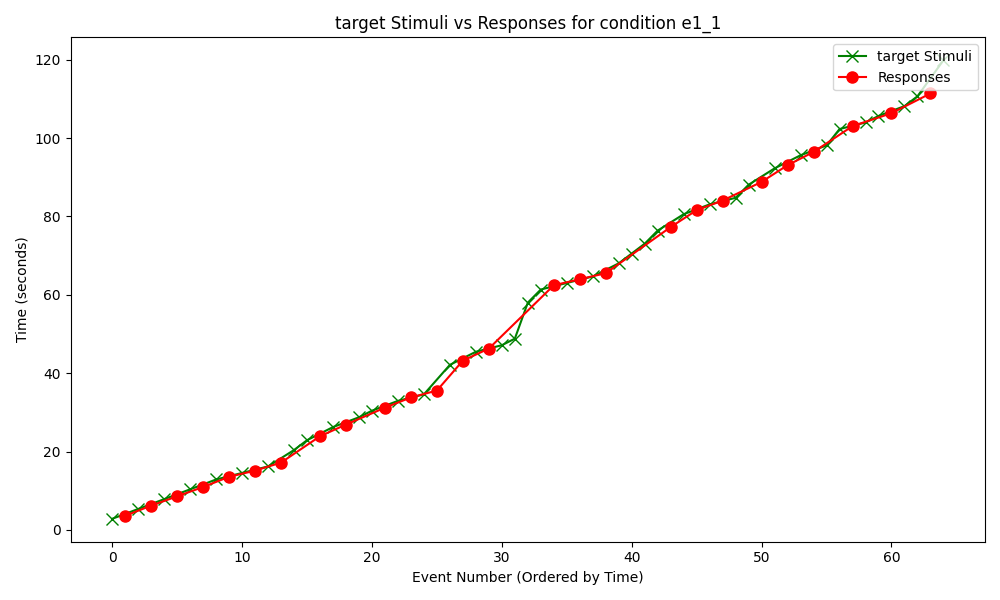 target Stimuli vs Responses for condition e1_1
target Stimuli
Responses
120
100
80
60
40
20
0
Time (seconds)
0 10 20 30 40 50 60
Event Number (Ordered by Time)